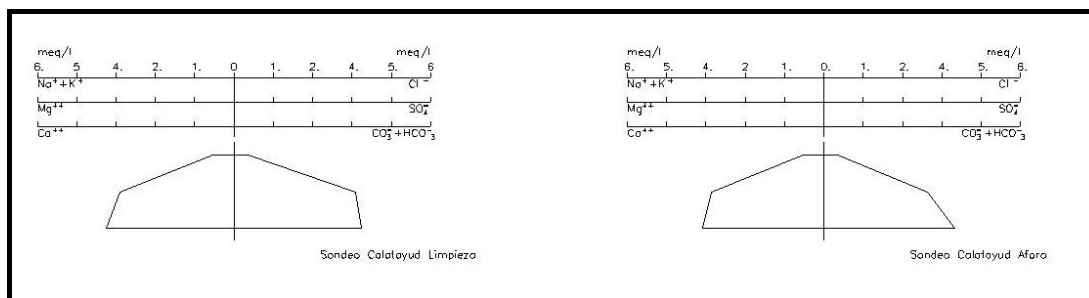 meq/l meq/l
6. 5 4. 2. 1. 0 1. 2. 4. 5. 6
Na⁺+K⁺ Cl⁻
Mg⁺⁺ SO₄⁼
Ca⁺⁺ CO₃⁼+HCO₃⁻
Sondeo Calatayud Limpieza
meq/l meq/l
6. 5. 4. 2. 1. 0. 1. 2. 4. 5. 6.
Na⁺+K⁺ Cl⁻
Mg⁺⁺ SO₄⁼
Ca⁺⁺ CO₃⁼+HCO₃⁻
Sondeo Calatayud Aforo